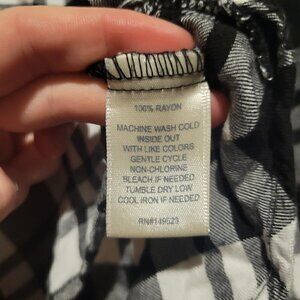 100% RAYON
MACHINE WASH COLD
INSIDE OUT
WITH LIKE COLORS
GENTLE CYCLE
NON-CHLORINE
BLEACH IF NEEDED
TUMBLE DRY LOW
COOL IRON IF NEEDED
RN#149523